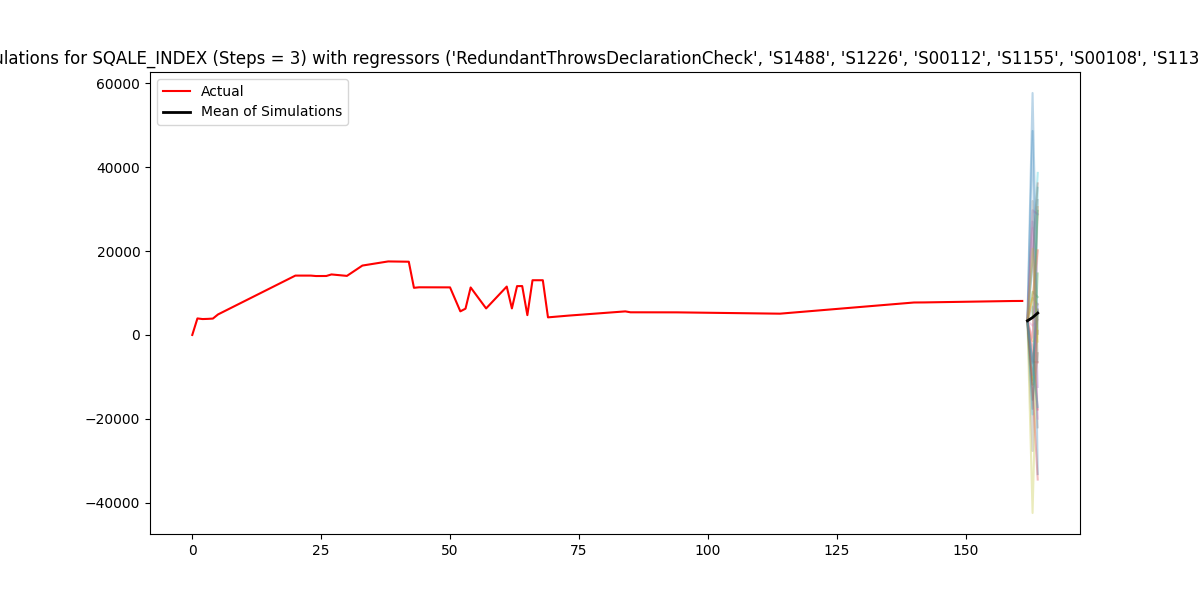 ulations for SQALE_INDEX (Steps = 3) with regressors ('RedundantThrowsDeclarationCheck', 'S1488', 'S1226', 'S00112', 'S1155', 'S00108', 'S113
Actual
Mean of Simulations
60000
40000
20000
0
−20000
−40000
0 25 50 75 100 125 150